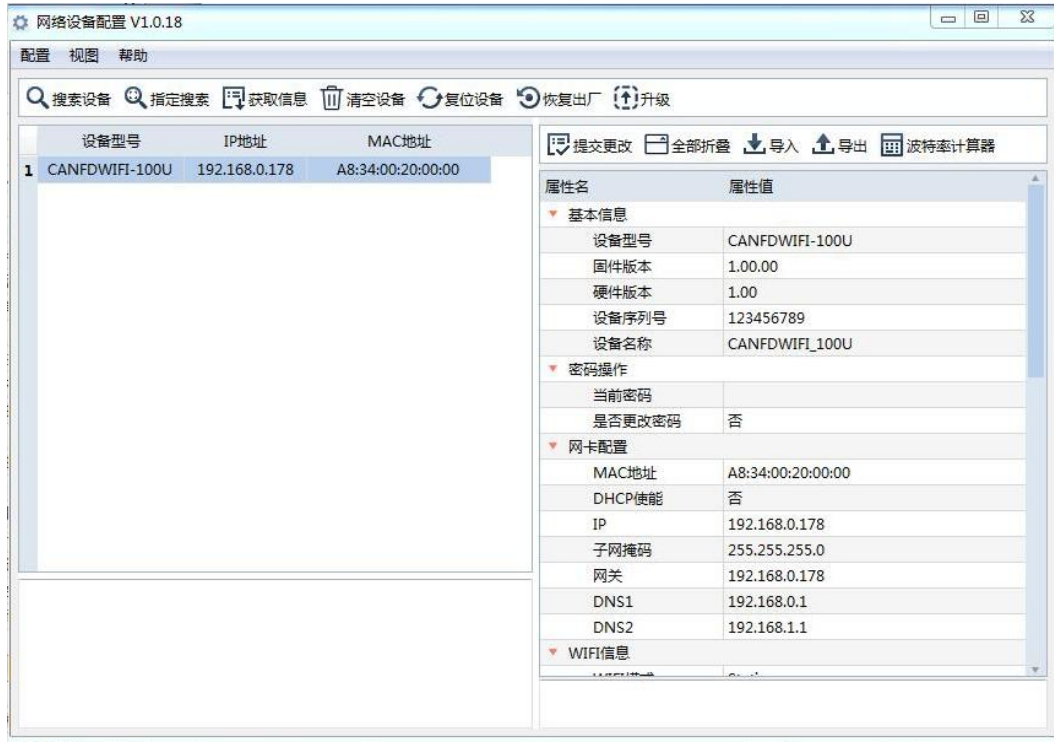 网络设备配置 V1.0.18
配置 视图 帮助
搜索设备 指定搜索 获取信息 清空设备 复位设备 恢复出厂 升级
设备型号 IP地址 MAC地址
1 CANFDWIFI-100U 192.168.0.178 A8:34:00:20:00:00
提交更改 全部折叠 导入 导出 波特率计算器
属性名 属性值
基本信息
设备型号 CANFDWIFI-100U
固件版本 1.00.00
硬件版本 1.00
设备序列号 123456789
设备名称 CANFDWIFI_100U
密码操作
当前密码
是否更改密码 否
网卡配置
MAC地址 A8:34:00:20:00:00
DHCP使能 否
IP 192.168.0.178
子网掩码 255.255.255.0
网关 192.168.0.178
DNS1 192.168.0.1
DNS2 192.168.1.1
WIFI信息